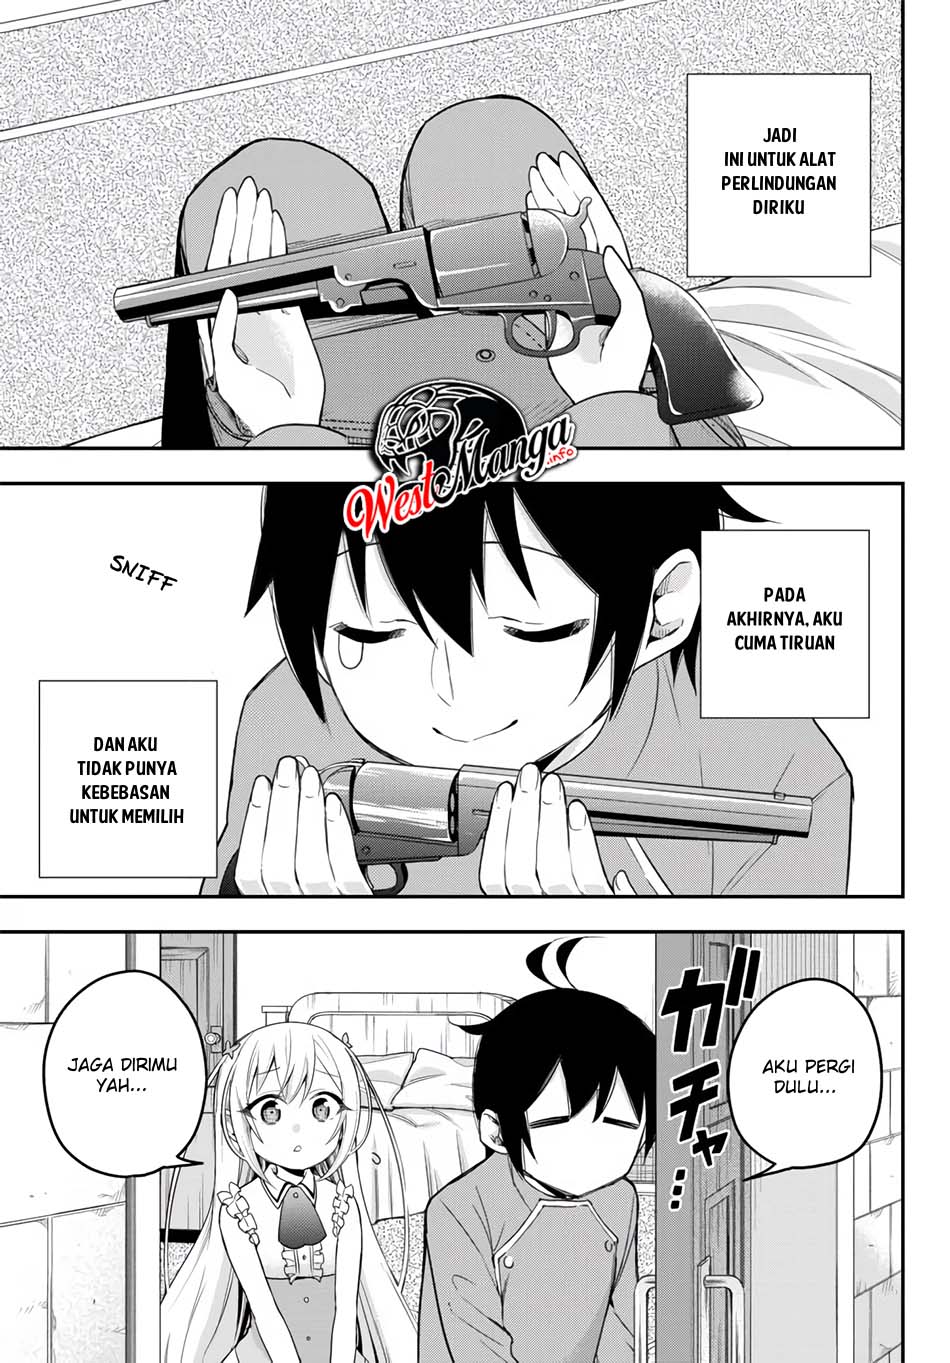 JADI
INI UNTUK ALAT
PERLINDUNGAN
DIRIKU
WestManga
.info
SNIFF
PADA
AKHIRNYA, AKU
CUMA TIRUAN
DAN AKU
TIDAK PUNYA
KEBEBASAN
UNTUK MEMILIH
ガチャ…
AKU PERGI
DULU...
JAGA DIRIMU
YAH...